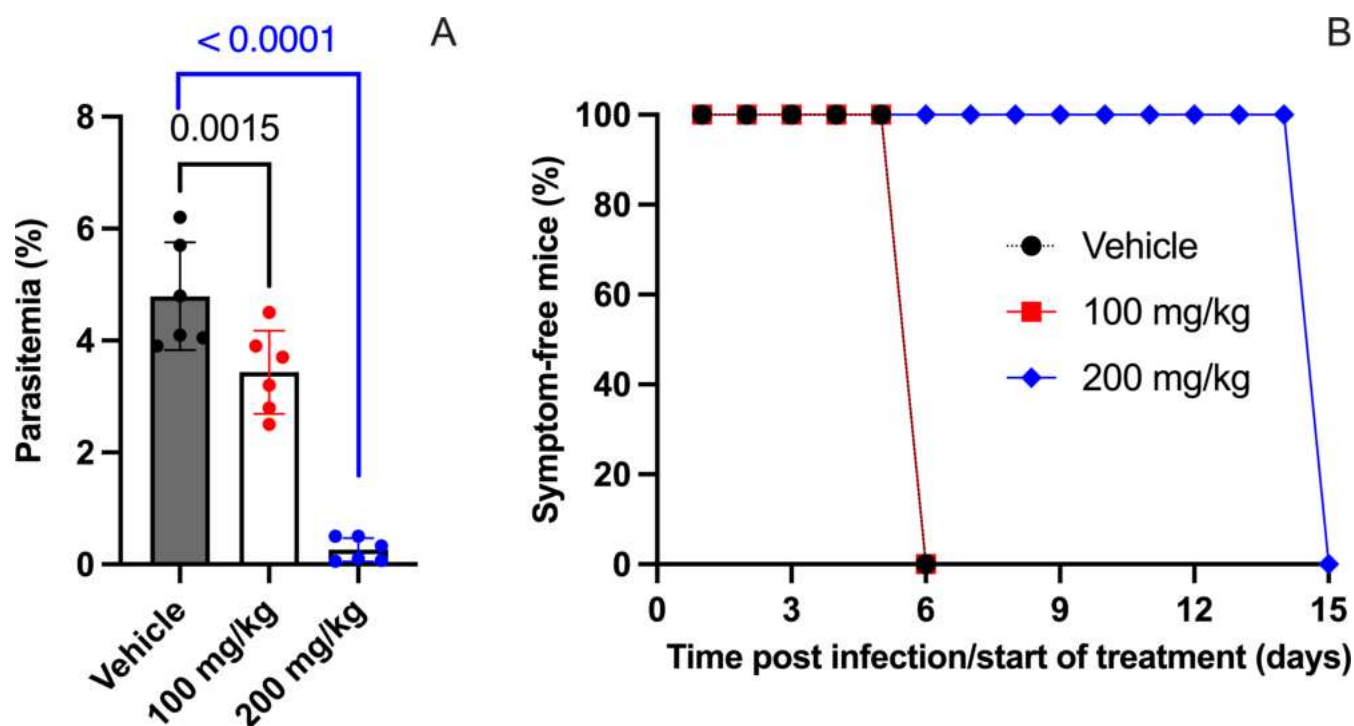 A
< 0.0001
0.0015
8
6
4
2
0
Parasitemia (%)
Vehicle
100 mg/kg
200 mg/kg
B
100
80
60
40
20
0
Symptom-free mice (%)
Vehicle
100 mg/kg
200 mg/kg
0 3 6 9 12 15
Time post infection/start of treatment (days)